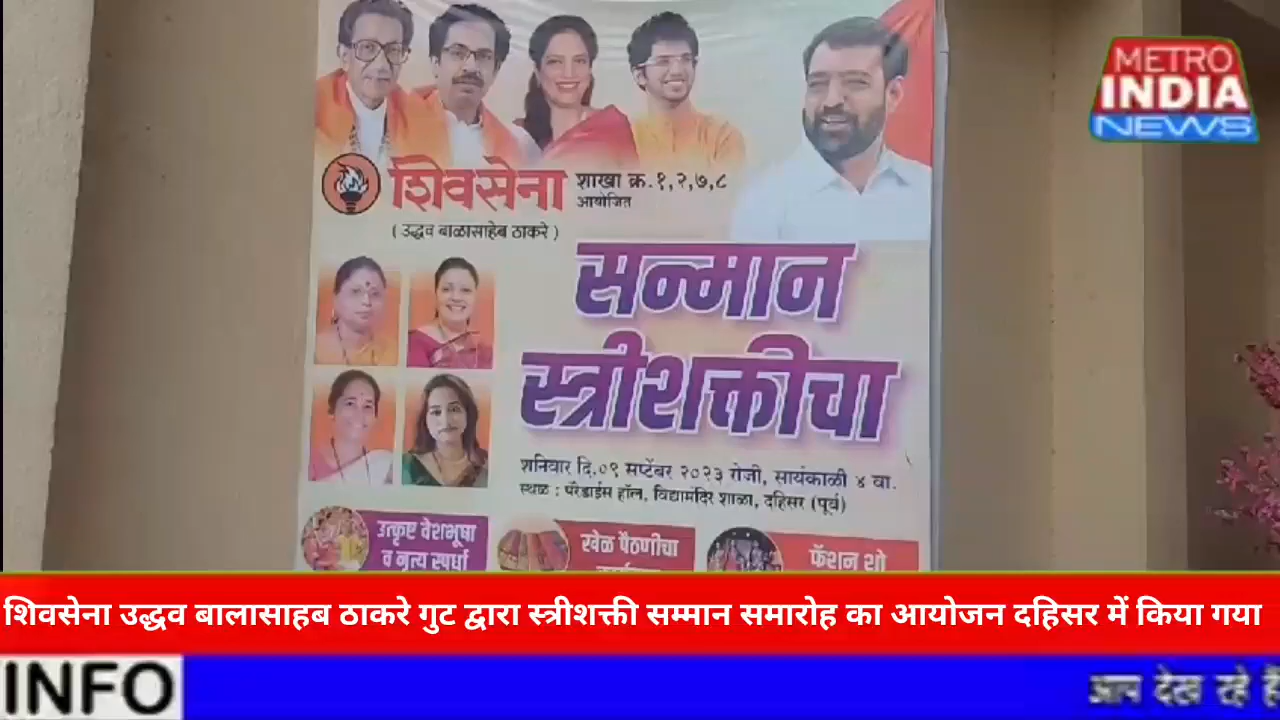 METRO
INDIA
NEWS
शिवसेना शाखा क्र.१,२,७,८
आयोजित
( उद्धव बाळासाहेब ठाकरे )
सन्मान
स्त्रीशक्तीचा
शनिवार दि.०९ सप्टेंबर २०२३ रोजी, सायंकाळी ४ वा.
स्थळ : पॅराडाईस हॉल, विद्यामंदिर शाळा, दहिसर (पूर्व)
उत्कृष्ट वेशभूषा
व नृत्य स्पर्धा
खेळ पैठणीचा
फॅशन शो
शिवसेना उद्धव बालासाहब ठाकरे गुट द्वारा स्त्रीशक्ती सम्मान समारोह का आयोजन दहिसर में किया गया
INFO
आप देख रहे हैं